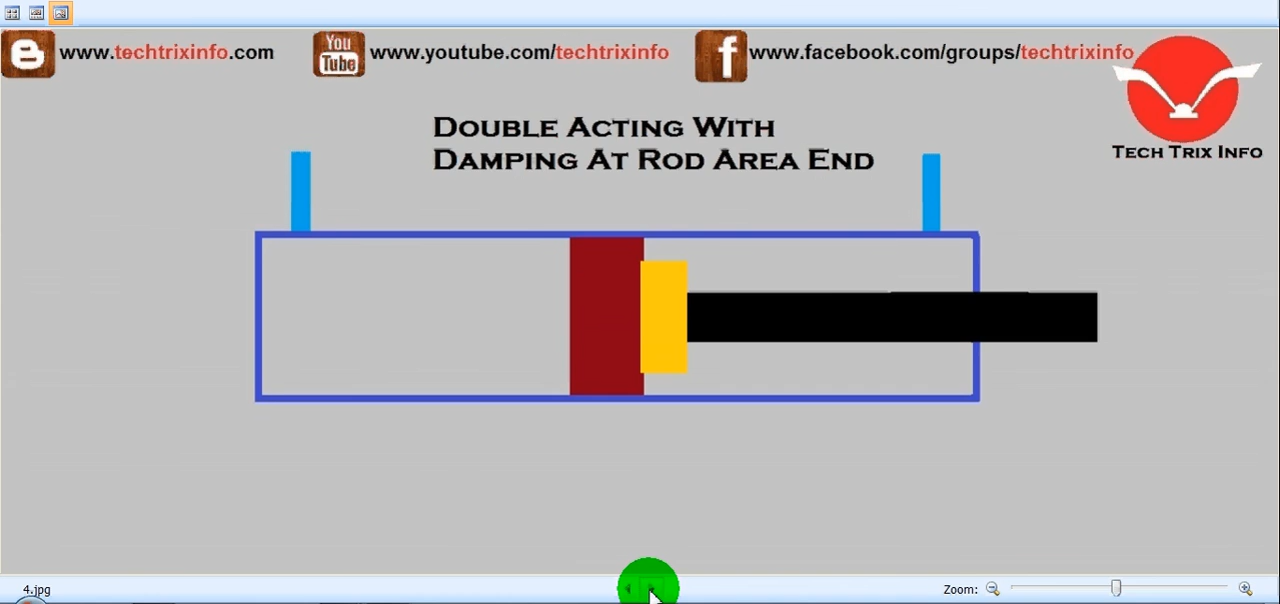 www.techtrixinfo.com
You
Tube
www.youtube.com/techtrixinfo
f
www.facebook.com/groups/techtrixinfo
Tech Trix Info
Double Acting With
Damping At Rod Area End
4.jpg
Zoom: